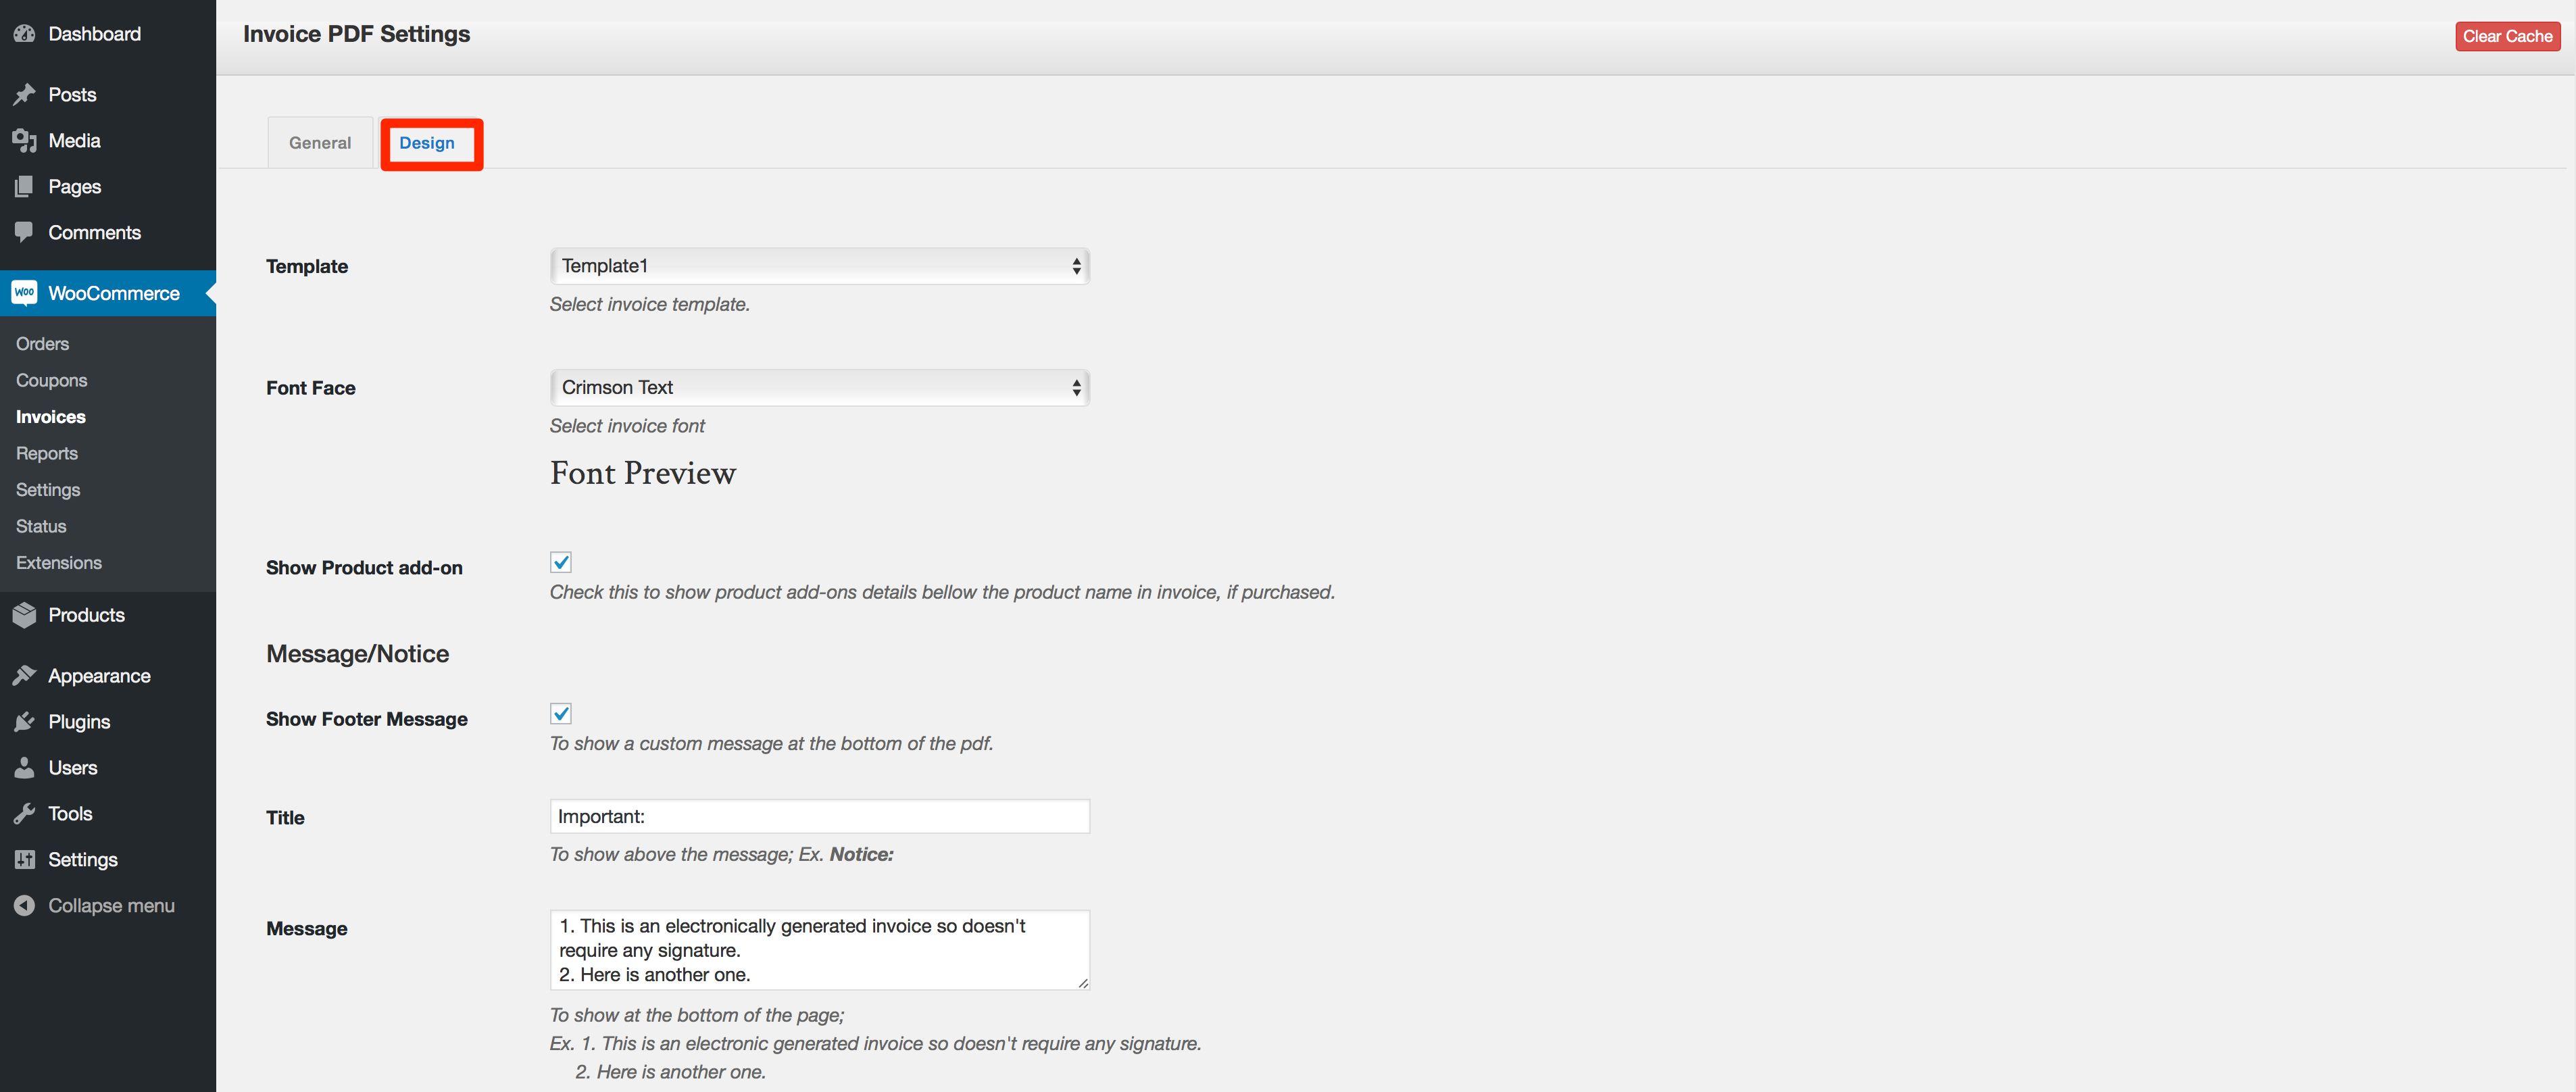 Dashboard
Posts
Media
Pages
Comments
Woo WooCommerce
Orders
Coupons
Invoices
Reports
Settings
Status
Extensions
Products
Appearance
Plugins
Users
Tools
Settings
Collapse menu
Invoice PDF Settings
Clear Cache
General
Design
Template
Template1
Select invoice template.
Font Face
Crimson Text
Select invoice font
Font Preview
Show Product add-on
Check this to show product add-ons details bellow the product name in invoice, if purchased.
Message/Notice
Show Footer Message
To show a custom message at the bottom of the pdf.
Title
Important:
To show above the message; Ex. Notice:
Message
1. This is an electronically generated invoice so doesn't
require any signature.
2. Here is another one.
To show at the bottom of the page;
Ex. 1. This is an electronic generated invoice so doesn't require any signature.
2. Here is another one.